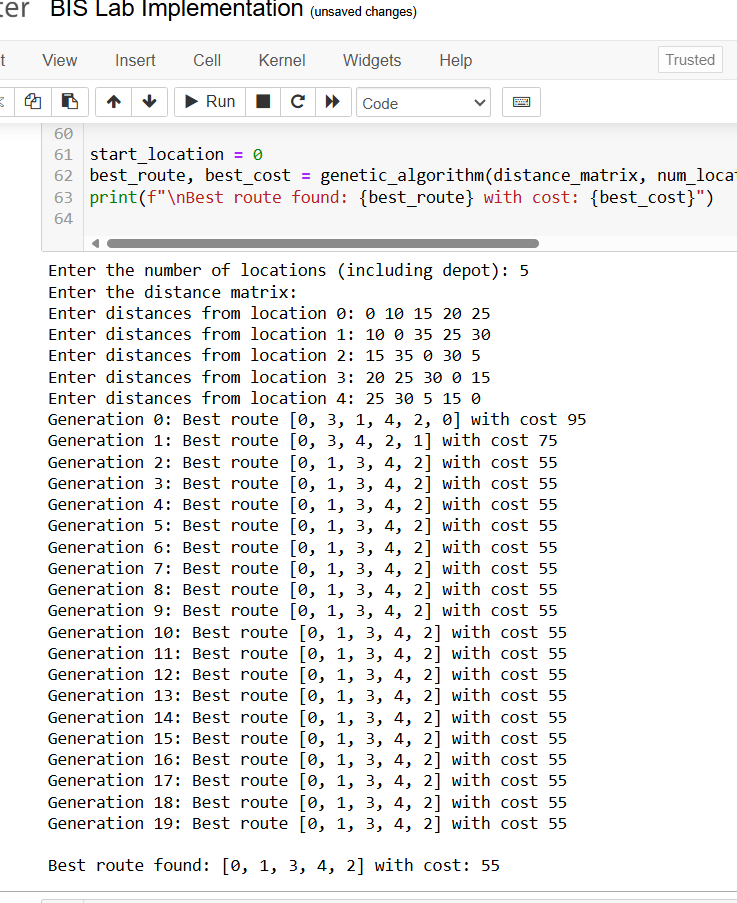 er BIS Lab Implementation (unsaved changes)
t View Insert Cell Kernel Widgets Help Trusted
Run Code
60
61 start_location = 0
62 best_route, best_cost = genetic_algorithm(distance_matrix, num_locat
63 print(f"\nBest route found: {best_route} with cost: {best_cost}")
64
Enter the number of locations (including depot): 5
Enter the distance matrix:
Enter distances from location 0: 0 10 15 20 25
Enter distances from location 1: 10 0 35 25 30
Enter distances from location 2: 15 35 0 30 5
Enter distances from location 3: 20 25 30 0 15
Enter distances from location 4: 25 30 5 15 0
Generation 0: Best route [0, 3, 1, 4, 2, 0] with cost 95
Generation 1: Best route [0, 3, 4, 2, 1] with cost 75
Generation 2: Best route [0, 1, 3, 4, 2] with cost 55
Generation 3: Best route [0, 1, 3, 4, 2] with cost 55
Generation 4: Best route [0, 1, 3, 4, 2] with cost 55
Generation 5: Best route [0, 1, 3, 4, 2] with cost 55
Generation 6: Best route [0, 1, 3, 4, 2] with cost 55
Generation 7: Best route [0, 1, 3, 4, 2] with cost 55
Generation 8: Best route [0, 1, 3, 4, 2] with cost 55
Generation 9: Best route [0, 1, 3, 4, 2] with cost 55
Generation 10: Best route [0, 1, 3, 4, 2] with cost 55
Generation 11: Best route [0, 1, 3, 4, 2] with cost 55
Generation 12: Best route [0, 1, 3, 4, 2] with cost 55
Generation 13: Best route [0, 1, 3, 4, 2] with cost 55
Generation 14: Best route [0, 1, 3, 4, 2] with cost 55
Generation 15: Best route [0, 1, 3, 4, 2] with cost 55
Generation 16: Best route [0, 1, 3, 4, 2] with cost 55
Generation 17: Best route [0, 1, 3, 4, 2] with cost 55
Generation 18: Best route [0, 1, 3, 4, 2] with cost 55
Generation 19: Best route [0, 1, 3, 4, 2] with cost 55
Best route found: [0, 1, 3, 4, 2] with cost: 55